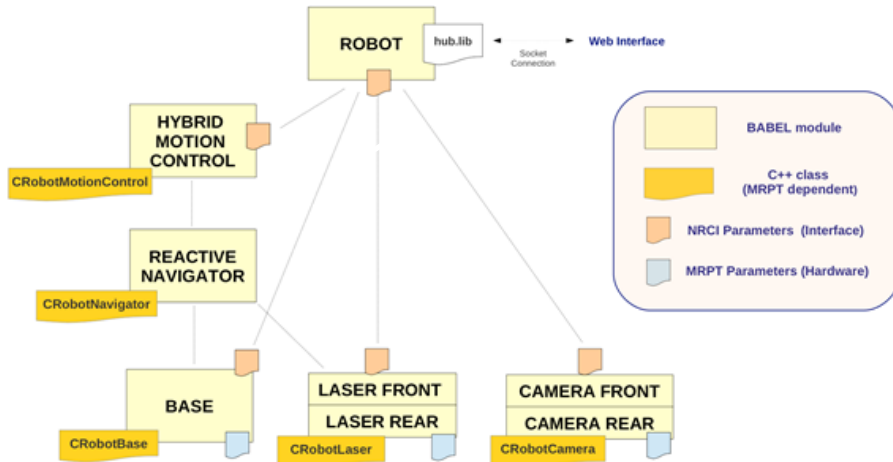 ROBOT
hub.lib
Socket
Connection
Web Interface
HYBRID
MOTION
CONTROL
CRobotMotionControl
REACTIVE
NAVIGATOR
CRobotNavigator
BASE
CRobotBase
LASER FRONT
LASER REAR
CRobotLaser
CAMERA FRONT
CAMERA REAR
CRobotCamera
BABEL module
C++ class
(MRPT dependent)
NRCI Parameters (Interface)
MRPT Parameters (Hardware)